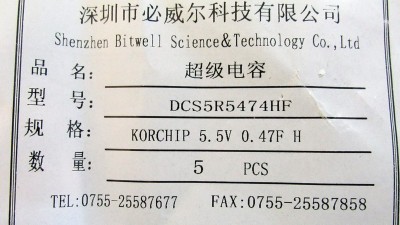 深圳市必威尔科技有限公司
Shenzhen Bitwell Science&Technology Co.,Ltd
品 名: 超级电容
型 号: DCS5R5474HF
规 格: KORCHIP 5.5V 0.47F H
数 量: 5 PCS
TEL:0755-25587677 FAX:0755-25587858